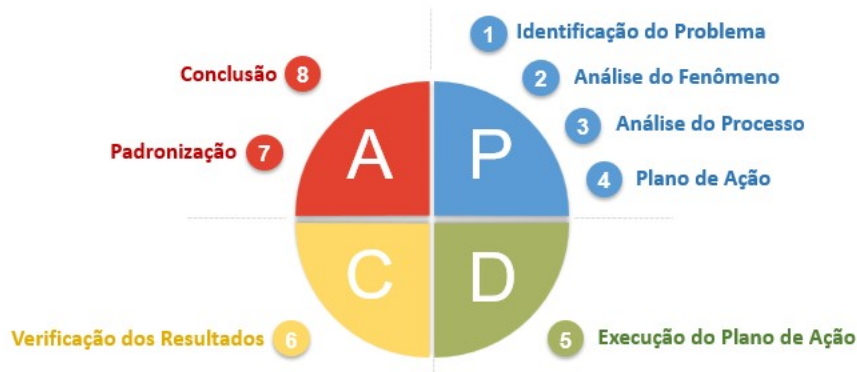 1 Identificação do Problema
2 Análise do Fenômeno
3 Análise do Processo
4 Plano de Ação
Conclusão 8
Padronização 7
A P
C D
Verificação dos Resultados 6
5 Execução do Plano de Ação